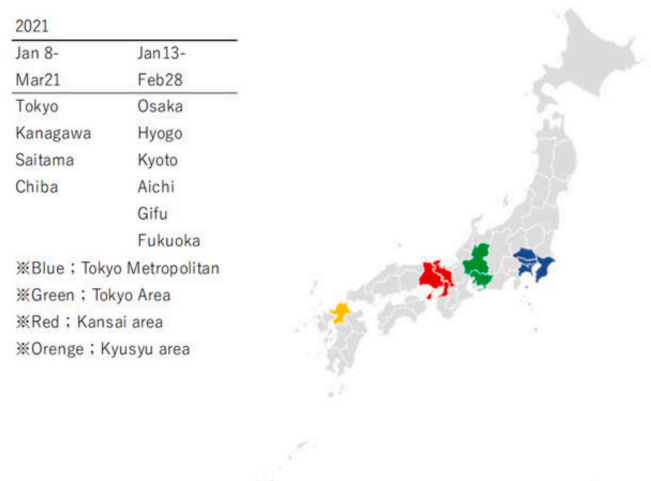 2021
Jan 8- Jan13-
Mar21 Feb28
Tokyo Osaka
Kanagawa Hyogo
Saitama Kyoto
Chiba Aichi
Gifu
Fukuoka
※Blue；Tokyo Metropolitan
※Green；Tokyo Area
※Red；Kansai area
※Orenge；Kyusyu area